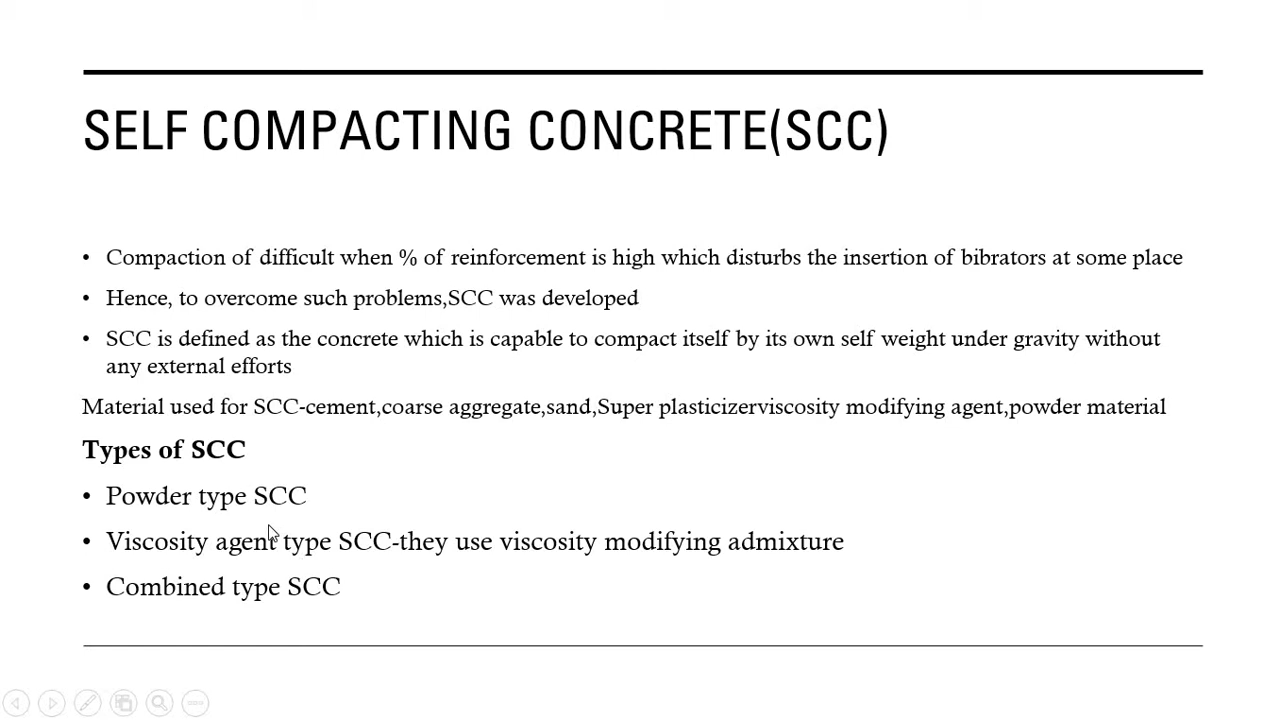 SELF COMPACTING CONCRETE(SCC)
• Compaction of difficult when % of reinforcement is high which disturbs the insertion of bibrators at some place
• Hence, to overcome such problems,SCC was developed
• SCC is defined as the concrete which is capable to compact itself by its own self weight under gravity without
any external efforts
Material used for SCC-cement,coarse aggregate,sand,Super plasticizerviscosity modifying agent,powder material
Types of SCC
• Powder type SCC
• Viscosity agent type SCC-they use viscosity modifying admixture
• Combined type SCC